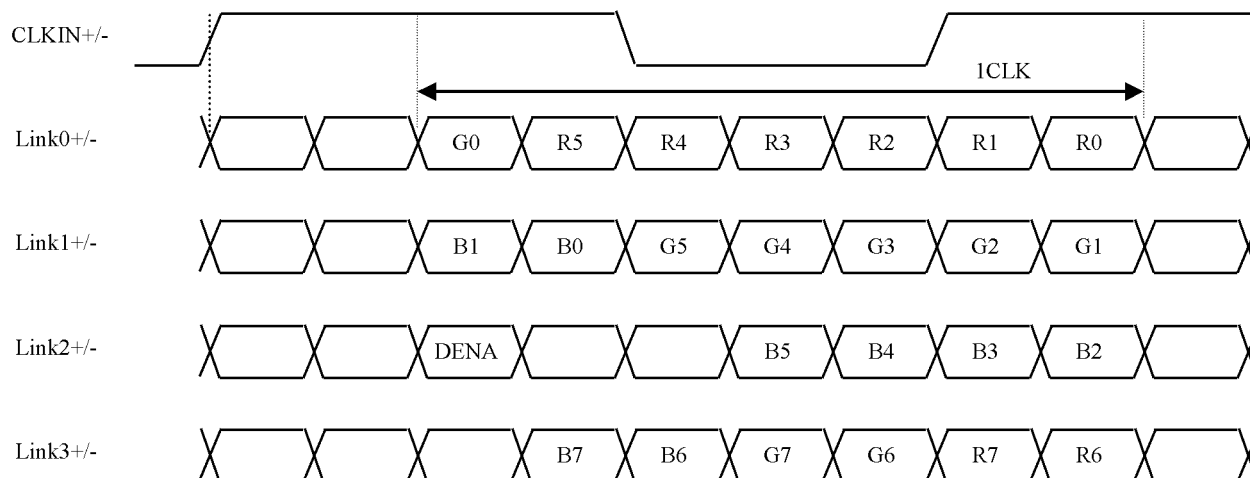 CLKIN+/-
1CLK
Link0+/- G0 R5 R4 R3 R2 R1 R0
Link1+/- B1 B0 G5 G4 G3 G2 G1
Link2+/- DENA B5 B4 B3 B2
Link3+/- B7 B6 G7 G6 R7 R6